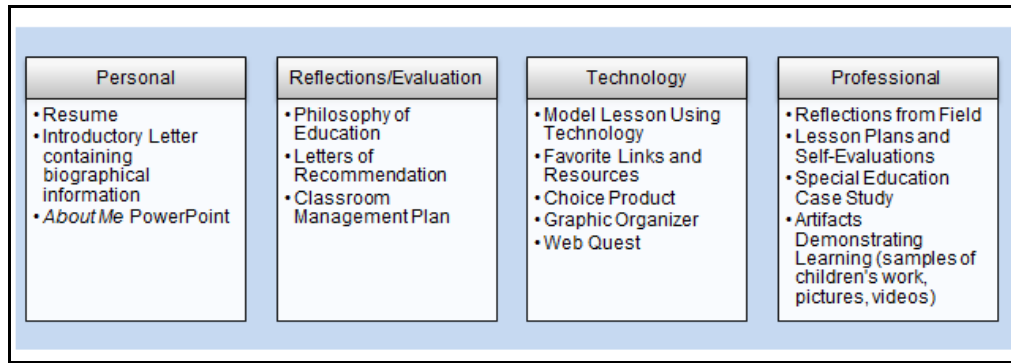 Personal
• Resume
• Introductory Letter
containing
biographical
information
• About Me PowerPoint
Reflections/Evaluation
• Philosophy of
Education
• Letters of
Recommendation
• Classroom
Management Plan
Technology
• Model Lesson Using
Technology
• Favorite Links and
Resources
• Choice Product
• Graphic Organizer
• Web Quest
Professional
• Reflections from Field
• Lesson Plans and
Self-Evaluations
• Special Education
Case Study
• Artifacts
Demonstrating
Learning (samples of
children's work,
pictures, videos)